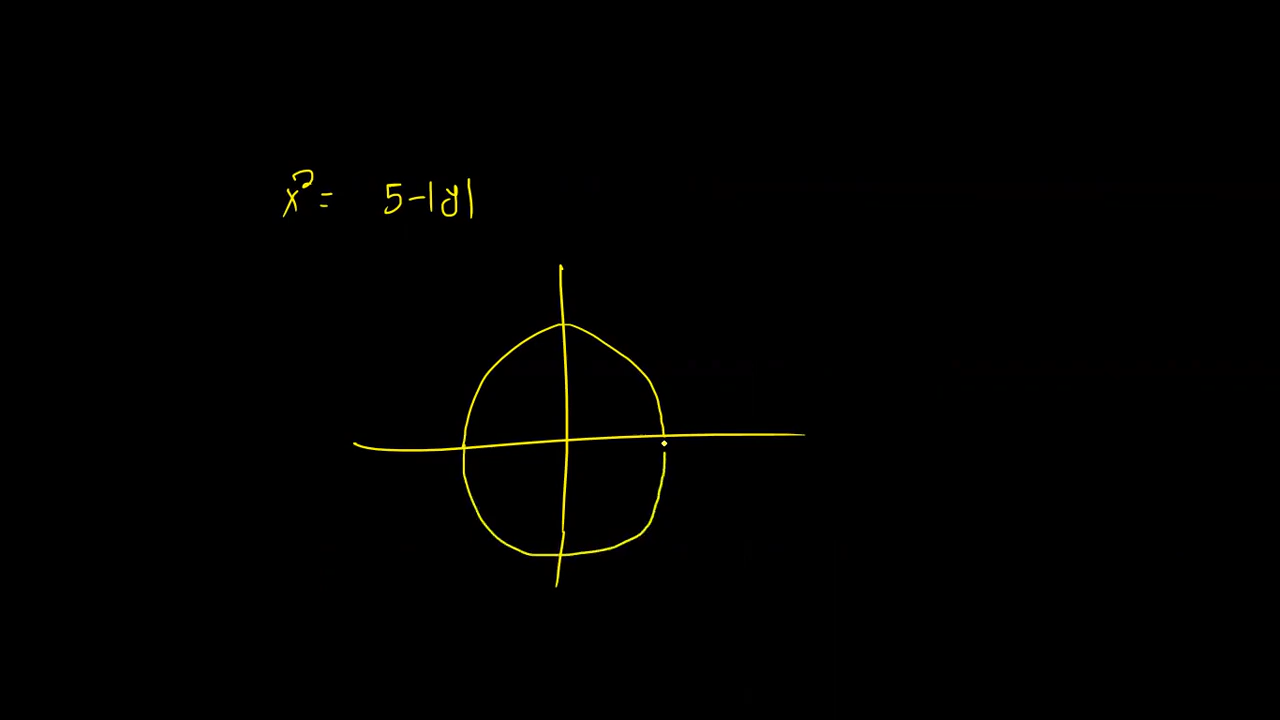 x² = 5-|y|